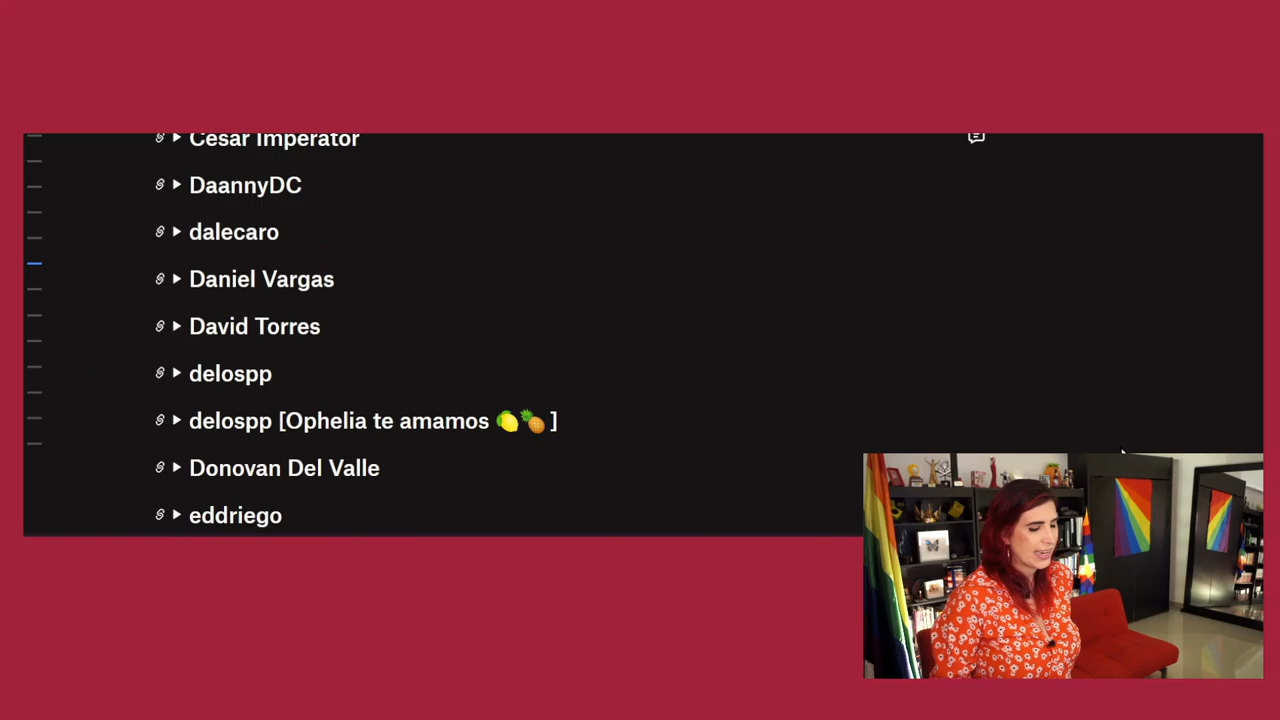 Cesar Imperator
DaannyDC
dalecaro
Daniel Vargas
David Torres
delospp
delospp [Ophelia te amamos 🍋🍍 ]
Donovan Del Valle
eddriego